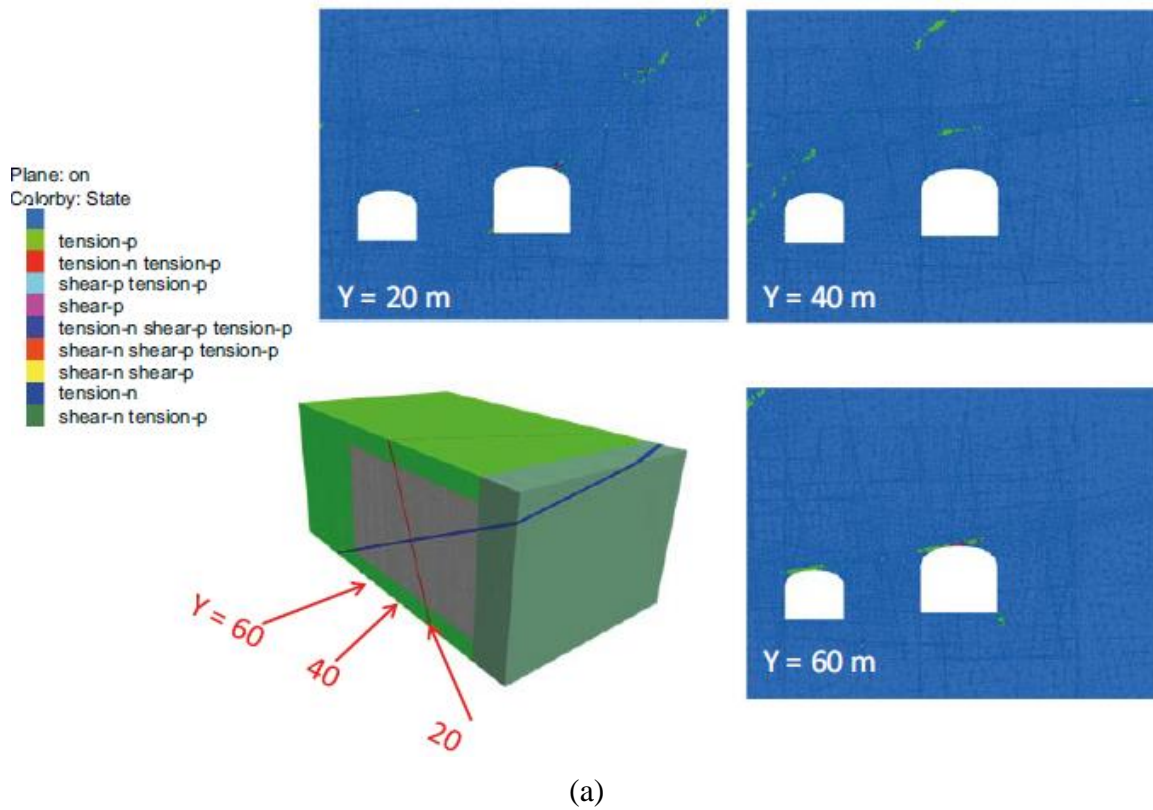 Plane: on
Colorby: State
tension-p
tension-n tension-p
shear-p tension-p
shear-p
tension-n shear-p tension-p
shear-n shear-p tension-p
shear-n shear-p
tension-n
shear-n tension-p
Y = 20 m
Y = 40 m
Y = 60
40
20
Y = 60 m
(a)